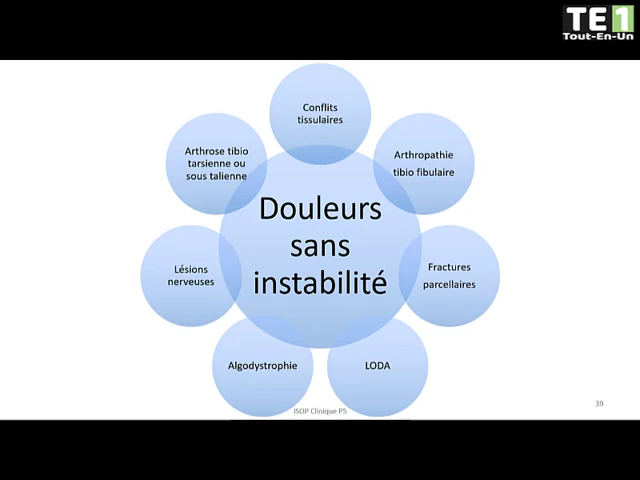 TE1
Tout-En-Un
Conflits
tissulaires
Arthropathie
tibio fibulaire
Fractures
parcellaires
LODA
Algodystrophie
Lésions
nerveuses
Arthrose tibio
tarsienne ou
sous talienne
Douleurs
sans
instabilité
ISOP Clinique P5
39